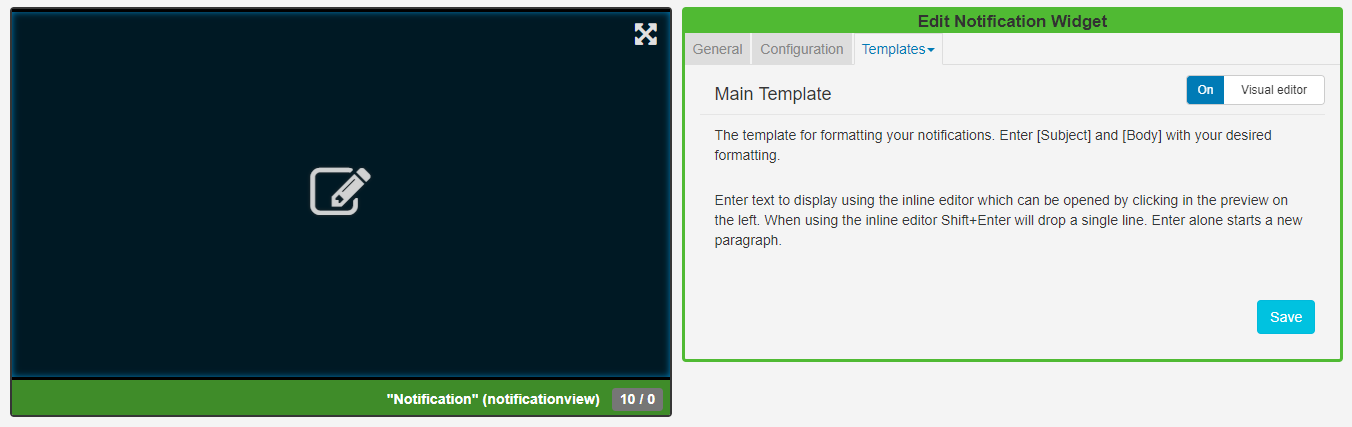 "Notification" (notificationview) 10 / 0
Edit Notification Widget
General Configuration Templates
Main Template
On Visual editor
The template for formatting your notifications. Enter [Subject] and [Body] with your desired
formatting.
Enter text to display using the inline editor which can be opened by clicking in the preview on
the left. When using the inline editor Shift+Enter will drop a single line. Enter alone starts a new
paragraph.
Save